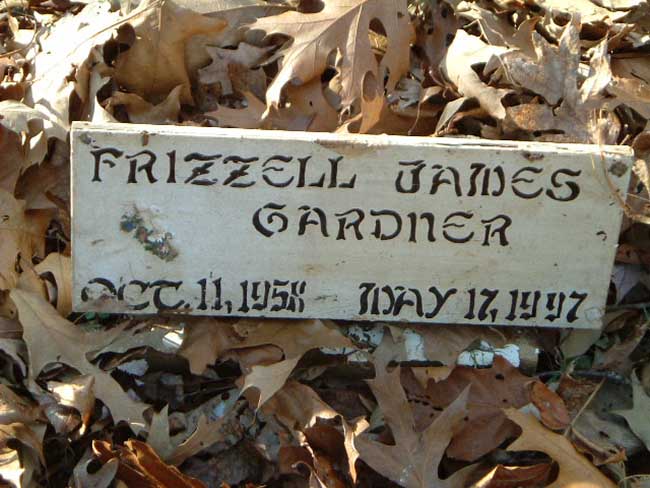 FRIZZELL JAMES
GARDNER
OCT. 11, 1958 MAY 17, 1997